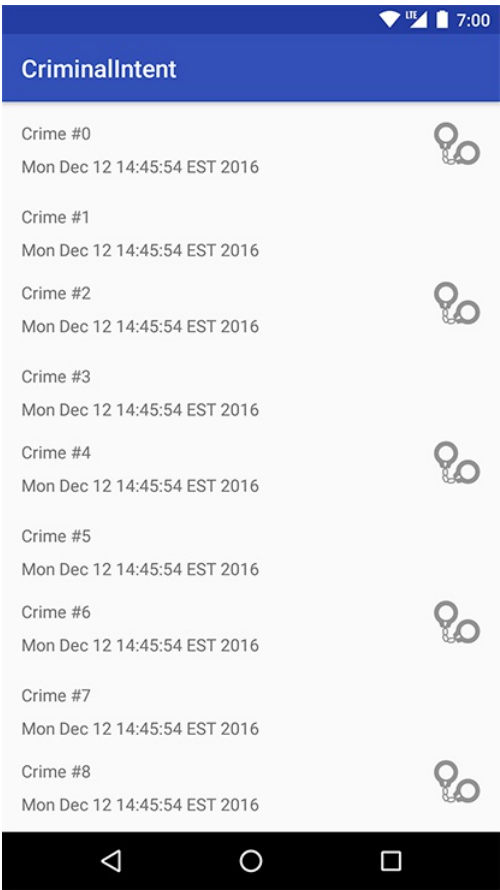 LTE 7:00
CriminalIntent
Crime #0
Mon Dec 12 14:45:54 EST 2016
Crime #1
Mon Dec 12 14:45:54 EST 2016
Crime #2
Mon Dec 12 14:45:54 EST 2016
Crime #3
Mon Dec 12 14:45:54 EST 2016
Crime #4
Mon Dec 12 14:45:54 EST 2016
Crime #5
Mon Dec 12 14:45:54 EST 2016
Crime #6
Mon Dec 12 14:45:54 EST 2016
Crime #7
Mon Dec 12 14:45:54 EST 2016
Crime #8
Mon Dec 12 14:45:54 EST 2016